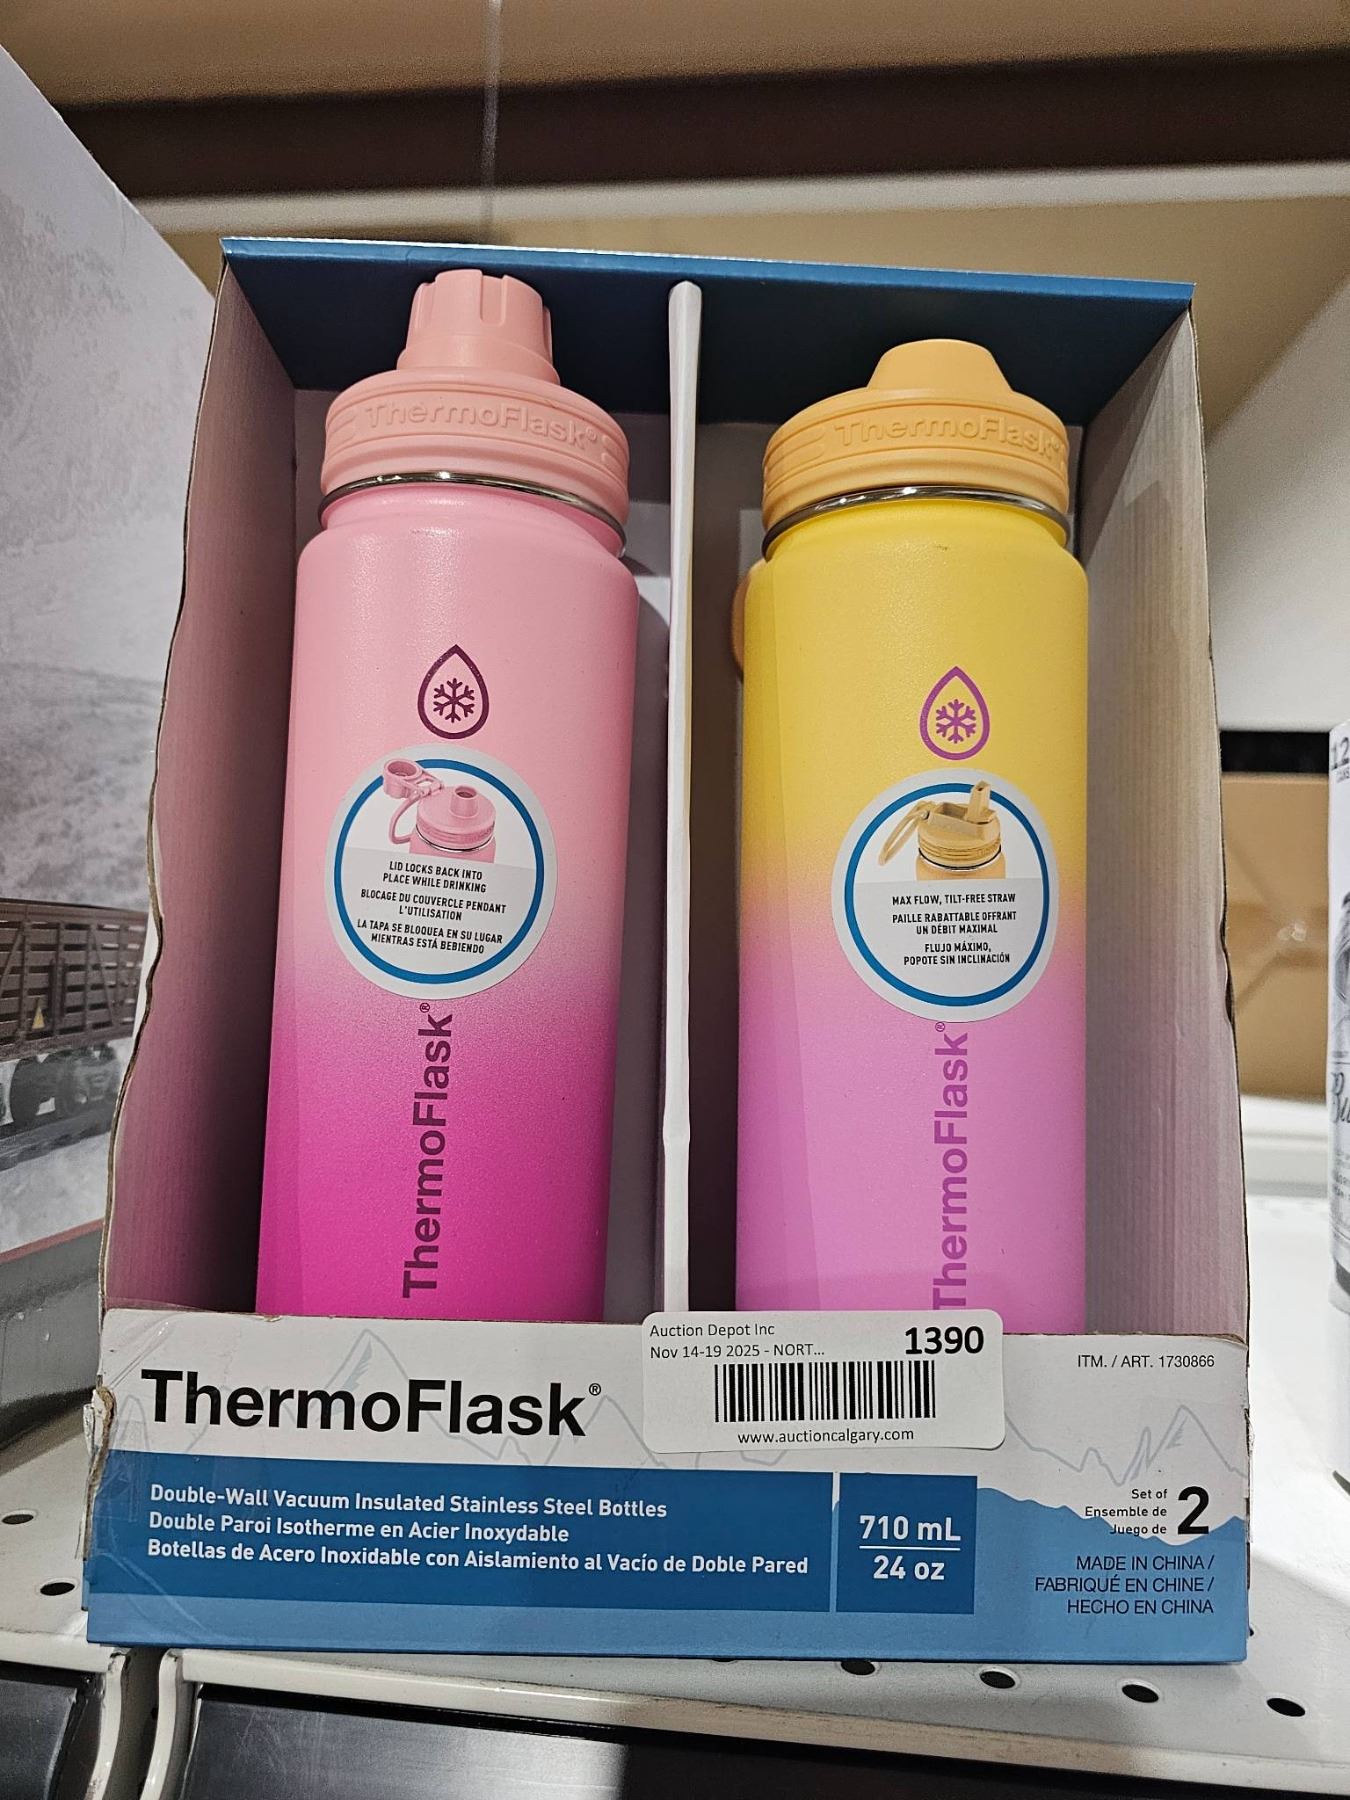 ThermoFlask®
ThermoFlask®
LID LOCKS BACK INTO
PLACE WHILE DRINKING
BLOCAGE DU COUVERCLE PENDANT
L'UTILISATION
LA TAPA SE BLOQUEA EN SU LUGAR
MIENTRAS ESTÁ BEBIENDO
MAX FLOW, TILT-FREE STRAW
PAILLE RABATTABLE OFFRANT
UN DÉBIT MAXIMAL
FLUJO MÁXIMO,
POPOTE SIN INCLINACIÓN
ThermoFlask®
ThermoFlask®
Auction Depot Inc
Nov 14-19 2025 - NORT...
1390
www.auctioncalgary.com
ITM. / ART. 1730866
ThermoFlask®
Double-Wall Vacuum Insulated Stainless Steel Bottles
Double Paroi Isotherme en Acier Inoxydable
Botellas de Acero Inoxidable con Aislamiento al Vacío de Doble Pared
710 mL
24 oz
Set of
Ensemble de
Juego de
2
MADE IN CHINA /
FABRIQUÉ EN CHINE /
HECHO EN CHINA
12